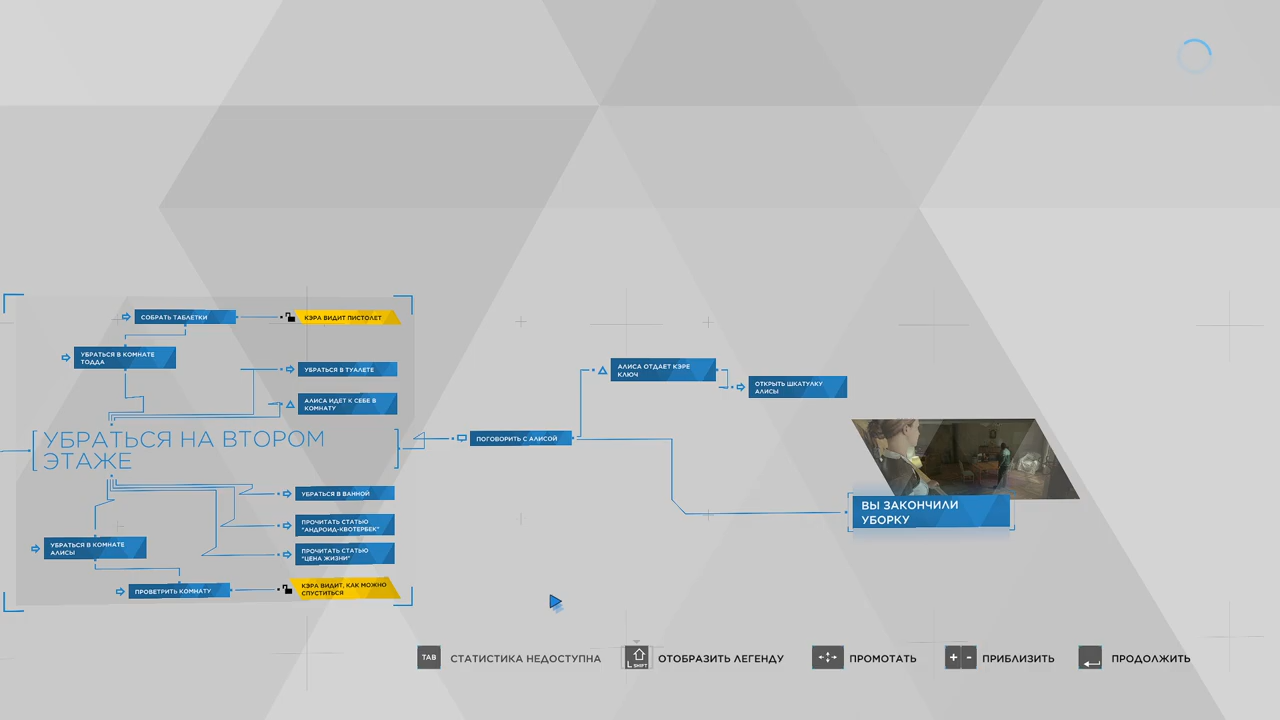 СОБРАТЬ ТАБЛЕТКИ
КЭРА ВИДИТ ПИСТОЛЕТ
УБРАТЬСЯ В КОМНАТЕ
ТОДДА
УБРАТЬСЯ В ТУАЛЕТЕ
АЛИСА ИДЕТ К СЕБЕ В
КОМНАТУ
УБРАТЬСЯ НА ВТОРОМ
ЭТАЖЕ
УБРАТЬСЯ В ВАННОЙ
ПРОЧИТАТЬ СТАТЬЮ
"АНДРОИД-КВОТЕРБЕК"
ПРОЧИТАТЬ СТАТЬЮ
"ЦЕНА ЖИЗНИ"
УБРАТЬСЯ В КОМНАТЕ
АЛИСЫ
ПРОВЕТРИТЬ КОМНАТУ
КЭРА ВИДИТ, КАК МОЖНО
СПУСТИТЬСЯ
ПОГОВОРИТЬ С АЛИСОЙ
АЛИСА ОТДАЕТ КЭРЕ
КЛЮЧ
ОТКРЫТЬ ШКАТУЛКУ
АЛИСЫ
ВЫ ЗАКОНЧИЛИ
УБОРКУ
TAB СТАТИСТИКА НЕДОСТУПНА
L SHIFT ОТОБРАЗИТЬ ЛЕГЕНДУ
ПРОМОТАТЬ
+ - ПРИБЛИЗИТЬ
ПРОДОЛЖИТЬ